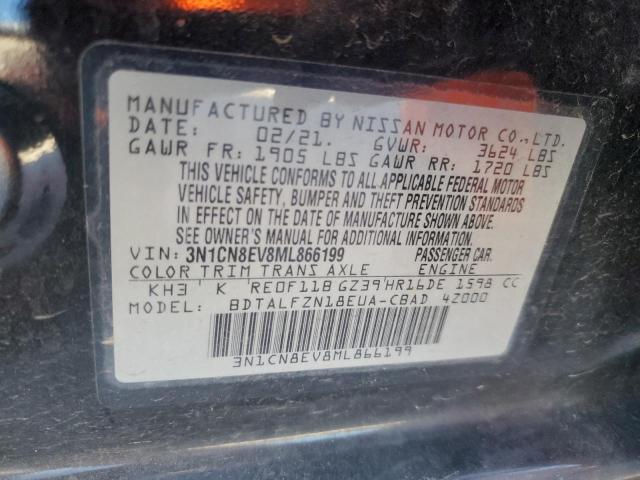 MANUFACTURED BY NISSAN MOTOR CO.,LTD.
DATE: 02/21. GVWR: 3624 LBS
GAWR FR: 1905 LBS GAWR RR: 1720 LBS
THIS VEHICLE CONFORMS TO ALL APPLICABLE FEDERAL MOTOR
VEHICLE SAFETY, BUMPER AND THEFT PREVENTION STANDARDS
IN EFFECT ON THE DATE OF MANUFACTURE SHOWN ABOVE.
SEE OWNER'S MANUAL FOR ADDITIONAL INFORMATION.
VIN: 3N1CN8EV8ML866199 PASSENGER CAR.
COLOR TRIM TRANS AXLE ENGINE
KH3 K RE0F11B GZ39 HR16DE 1598 CC
MODEL: BDTALFZN18EUA-CBAD 42000
3N1CN8EV8ML866199